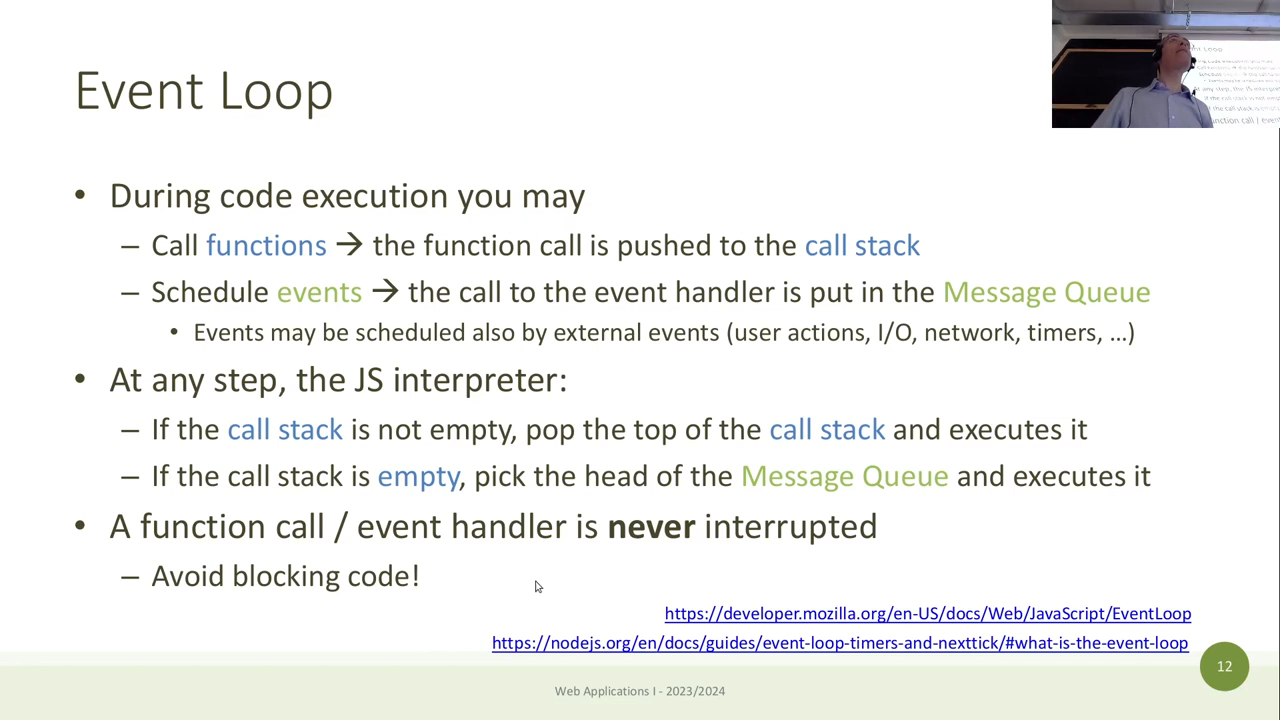 Event Loop
• During code execution you may
– Call functions → the function call is pushed to the call stack
– Schedule events → the call to the event handler is put in the Message Queue
• Events may be scheduled also by external events (user actions, I/O, network, timers, …)
• At any step, the JS interpreter:
– If the call stack is not empty, pop the top of the call stack and executes it
– If the call stack is empty, pick the head of the Message Queue and executes it
• A function call / event handler is never interrupted
– Avoid blocking code!
https://developer.mozilla.org/en-US/docs/Web/JavaScript/EventLoop
https://nodejs.org/en/docs/guides/event-loop-timers-and-nexttick/#what-is-the-event-loop
12
Web Applications I - 2023/2024